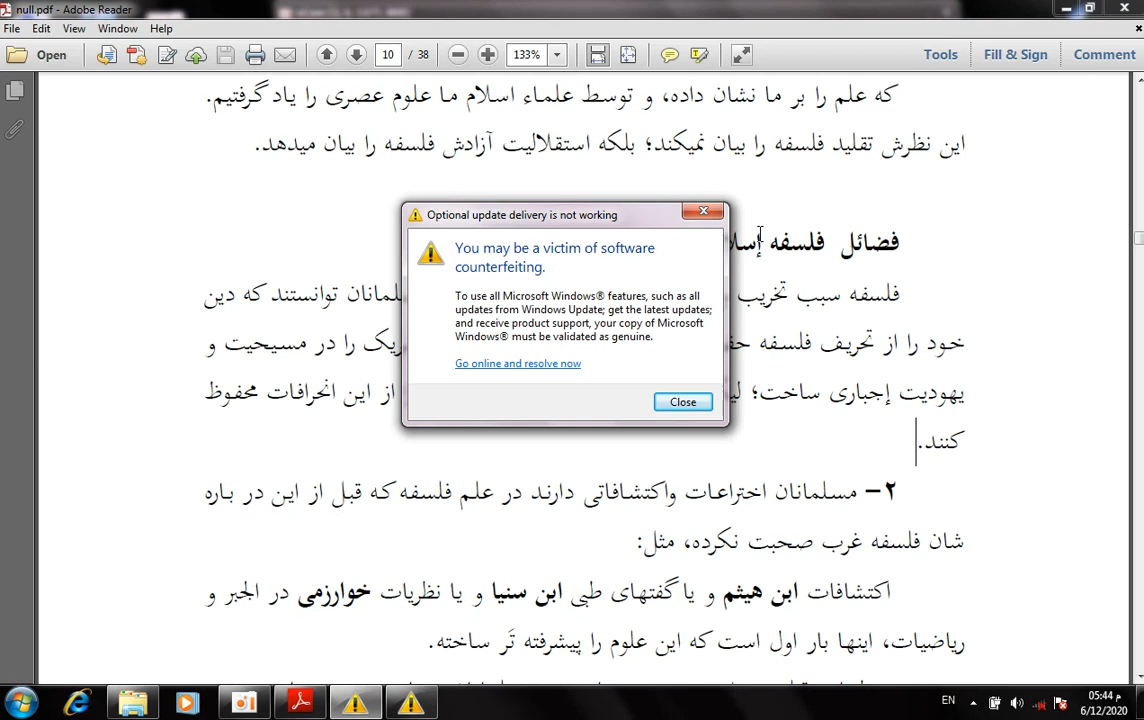 null.pdf - Adobe Reader
File Edit View Window Help
Open 10 / 38 133% Tools Fill & Sign Comment
که علم را بر ما نشان داده، و توسط علماء اسلام ما علوم عصری را یاد گرفتیم.
این نظرش تقلید فلسفه را بیان نمیکند؛ بلکه استقلالیت آزادش فلسفه را بیان میدهد.
فضائل فلسفه
فلسفه سبب تخریب
لمانان توانستند که دین
خود را از تحریف فلسفه
یک را در مسیحیت و
یهودیت إجباری ساخت؛
از این انحرافات محفوظ
کنند.
Optional update delivery is not working
You may be a victim of software
counterfeiting.
To use all Microsoft Windows® features, such as all
updates from Windows Update; get the latest updates;
and receive product support, your copy of Microsoft
Windows® must be validated as genuine.
Go online and resolve now
Close
۲- مسلمانان اختراعات واکتشافاتی دارند در علم فلسفه که قبل از این در باره
شان فلسفه غرب صحبت نکرده، مثل:
اکتشافات ابن هیثم و یا گفتهای طبی ابن سنیا و یا نظریات خوارزمی در الجبر و
ریاضیات، اینها بار اول است که این علوم را پیشرفته تَر ساخته.
EN
05:44 م
6/12/2020